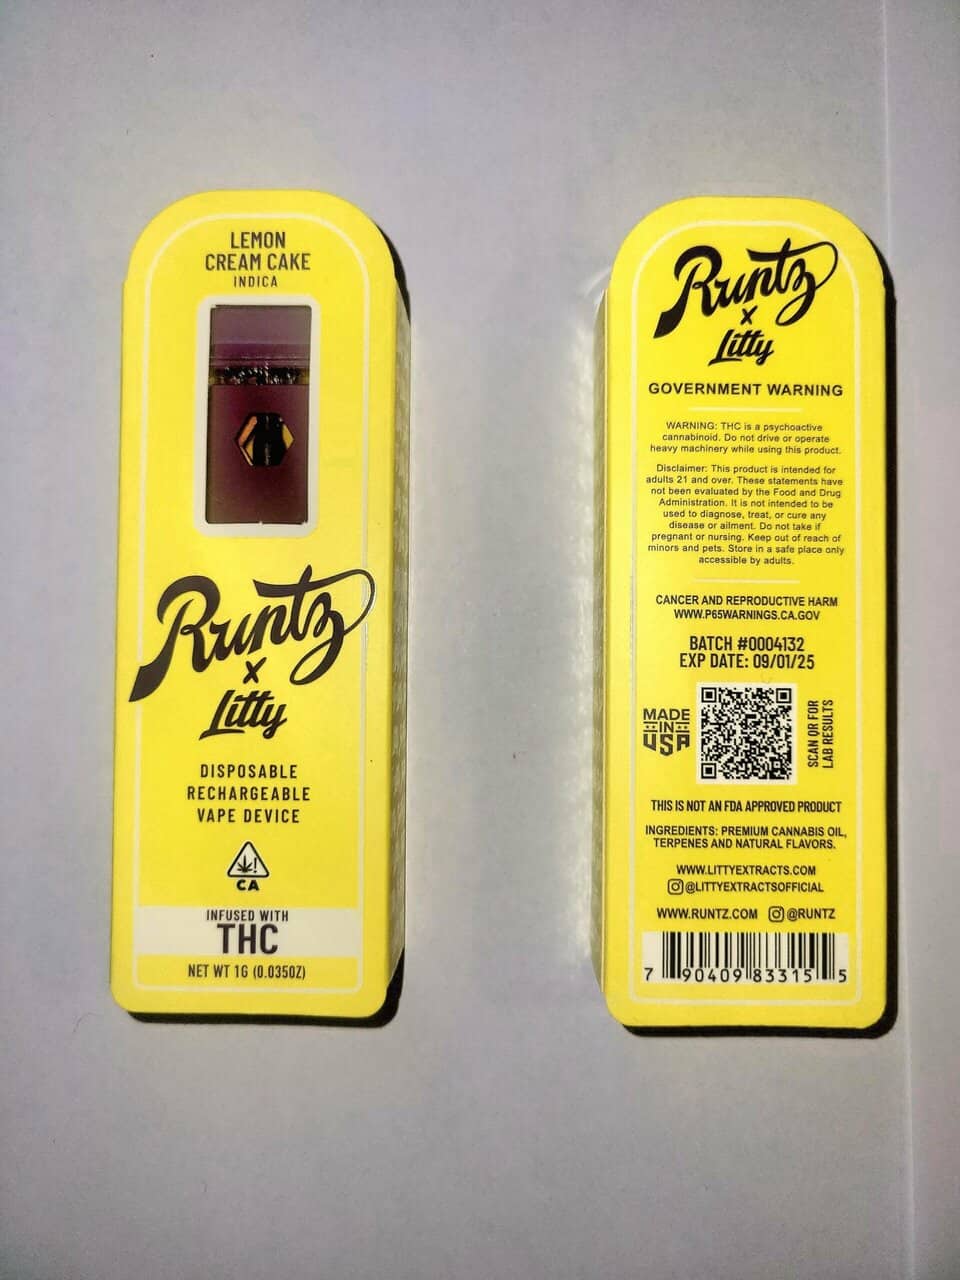 LEMON
CREAM CAKE
INDICA
Runtz
X
Litty
DISPOSABLE
RECHARGEABLE
VAPE DEVICE
CA
INFUSED WITH
THC
NET WT 1G (0.035OZ)
Runtz
X
Litty
GOVERNMENT WARNING
WARNING: THC is a psychoactive
cannabinoid. Do not drive or operate
heavy machinery while using this product.
Disclaimer: This product is intended for
adults 21 and over. These statements have
not been evaluated by the Food and Drug
Administration. It is not intended to be
used to diagnose, treat, or cure any
disease or ailment. Do not take if
pregnant or nursing. Keep out of reach of
minors and pets. Store in a safe place only
accessible by adults.
CANCER AND REPRODUCTIVE HARM
WWW.P65WARNINGS.CA.GOV
BATCH #0004132
EXP DATE: 09/01/25
MADE
IN
USA
SCAN QR FOR
LAB RESULTS
THIS IS NOT AN FDA APPROVED PRODUCT
INGREDIENTS: PREMIUM CANNABIS OIL,
TERPENES AND NATURAL FLAVORS.
WWW.LITTYEXTRACTS.COM
@LITTYEXTRACTSOFFICIAL
WWW.RUNTZ.COM @RUNTZ
7 90409 83315 5